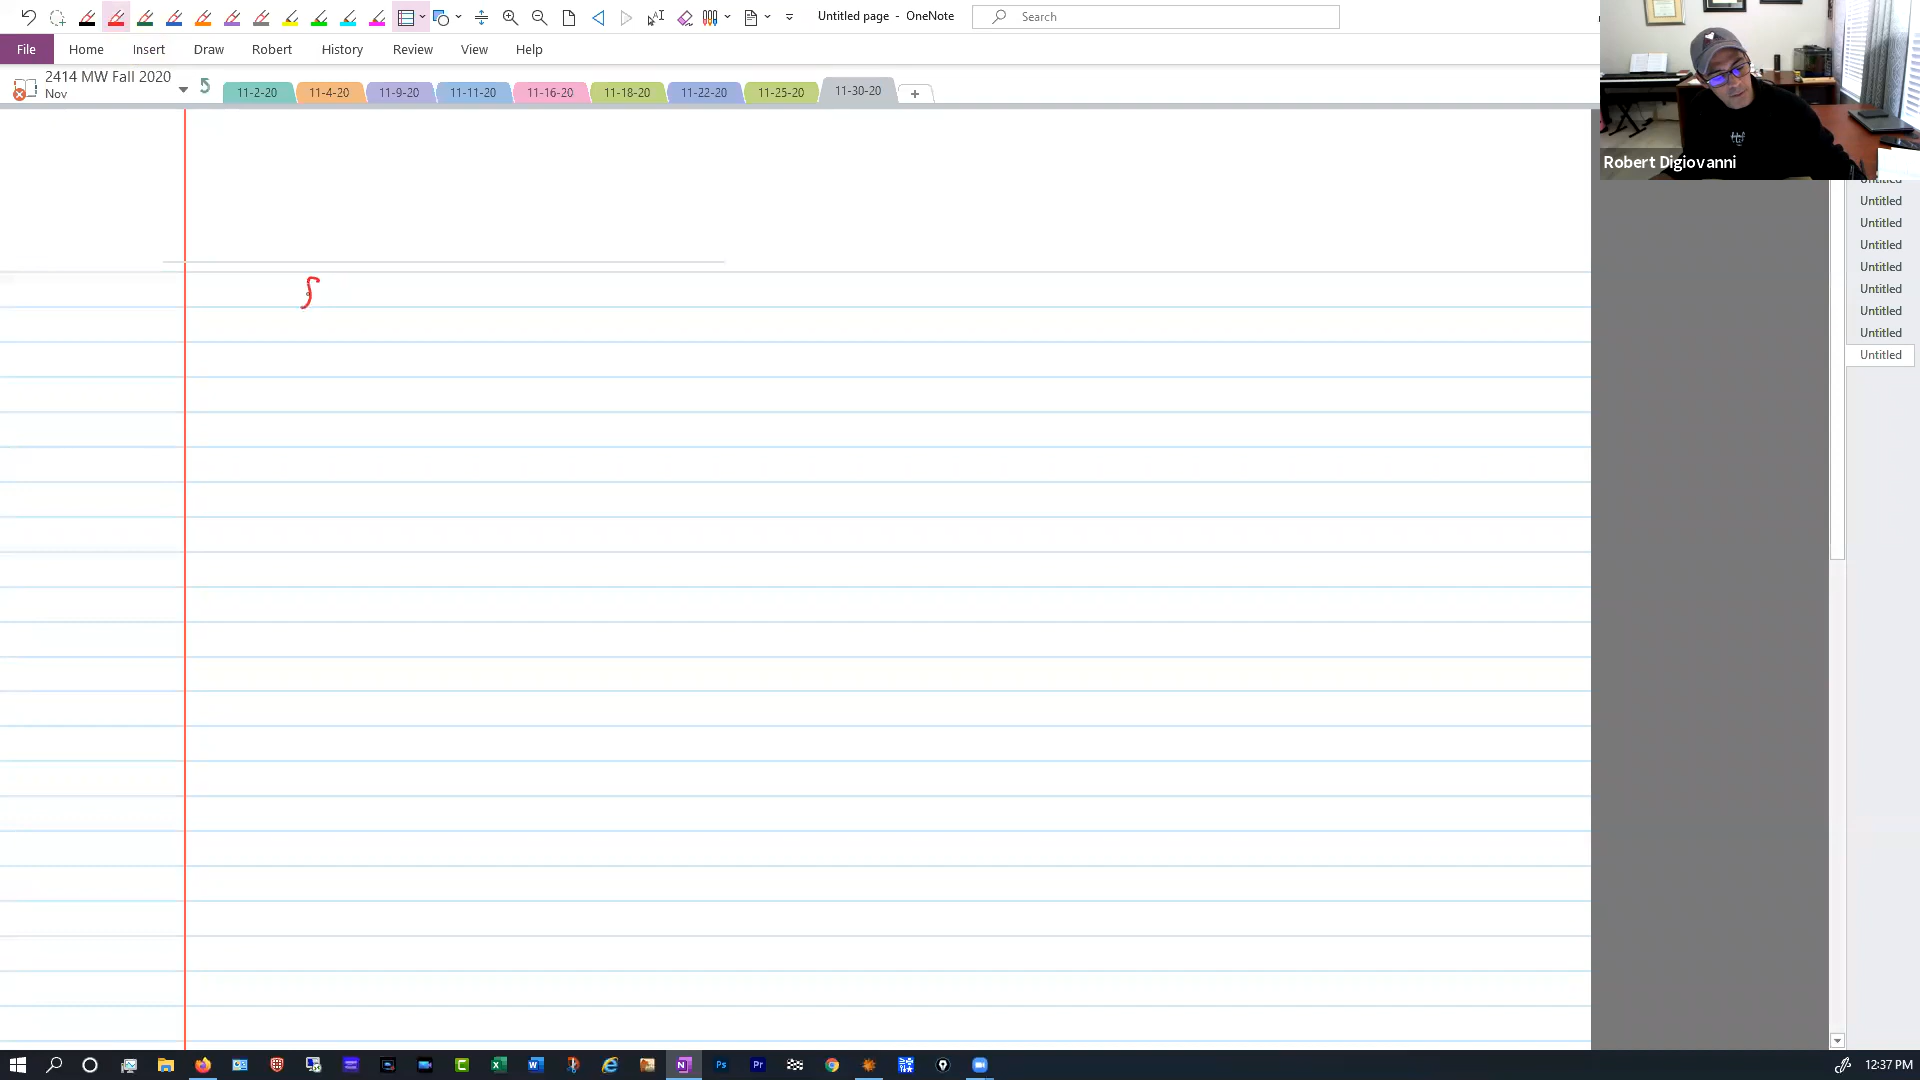 Untitled page - OneNote
Search
File
Home
Insert
Draw
Robert
History
Review
View
Help
2414 MW Fall 2020
Nov
11-2-20
11-4-20
11-9-20
11-11-20
11-16-20
11-18-20
11-22-20
11-25-20
11-30-20
Robert Digiovanni
Untitled
Untitled
Untitled
Untitled
Untitled
Untitled
Untitled
Untitled
Untitled
∫
12:37 PM